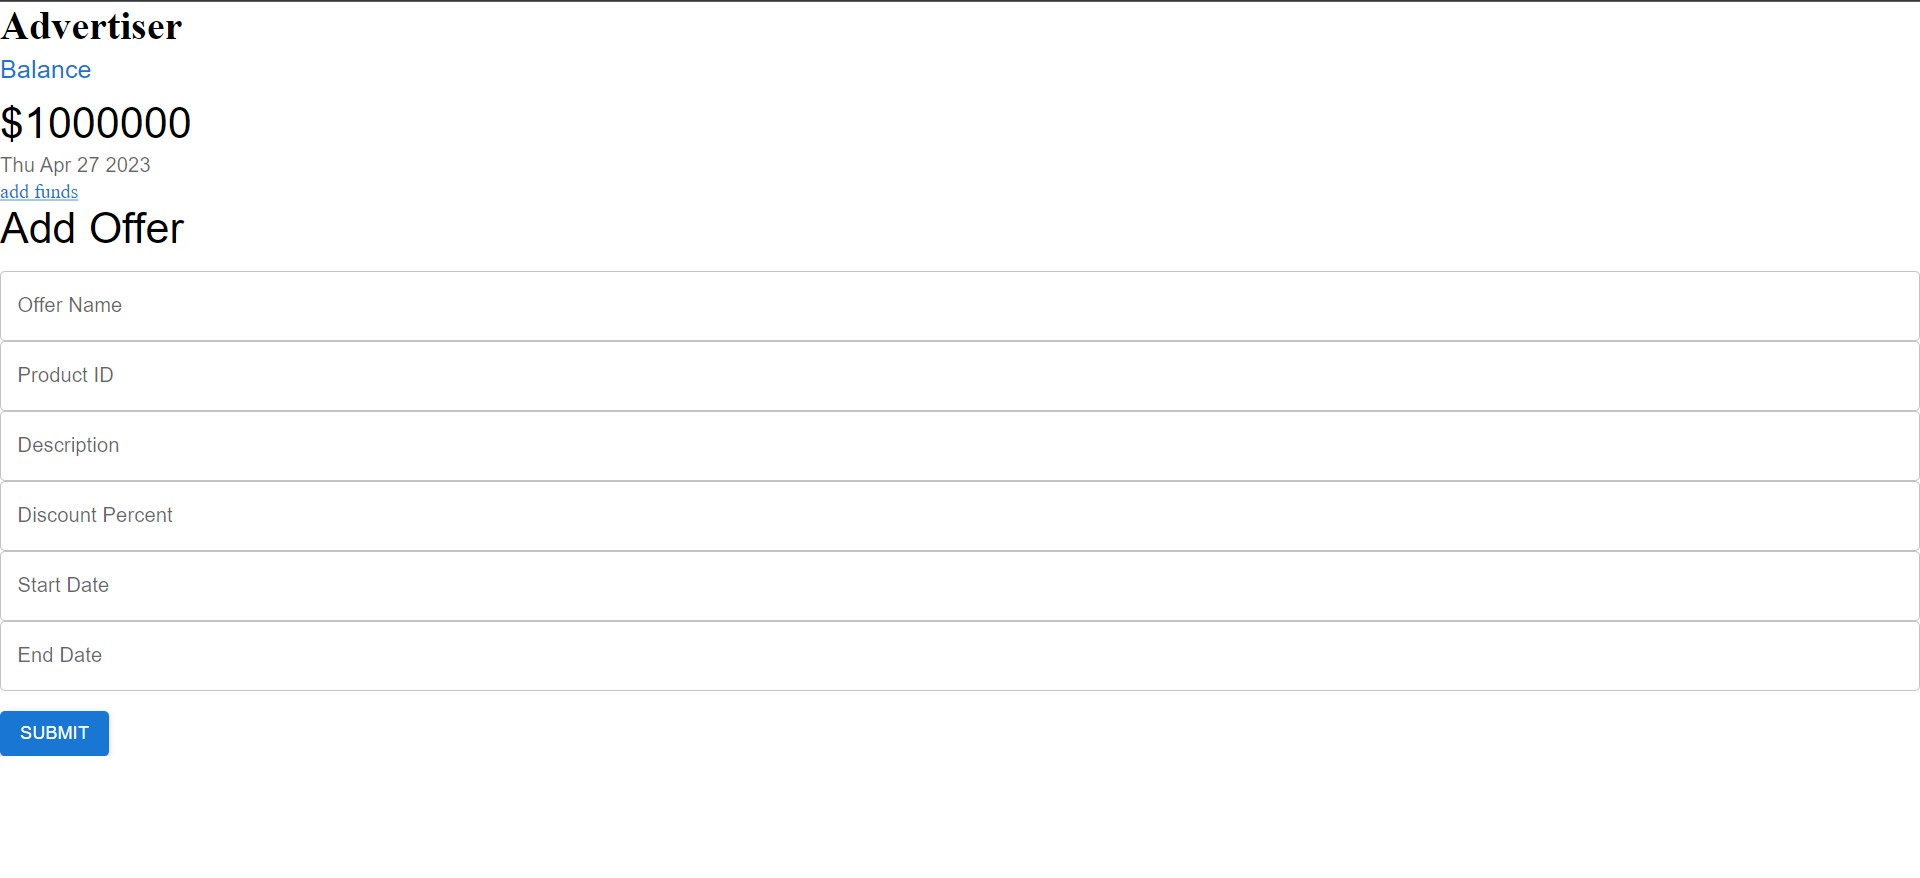 Advertiser
Balance
$1000000
Thu Apr 27 2023
add funds
Add Offer
Offer Name
Product ID
Description
Discount Percent
Start Date
End Date
SUBMIT